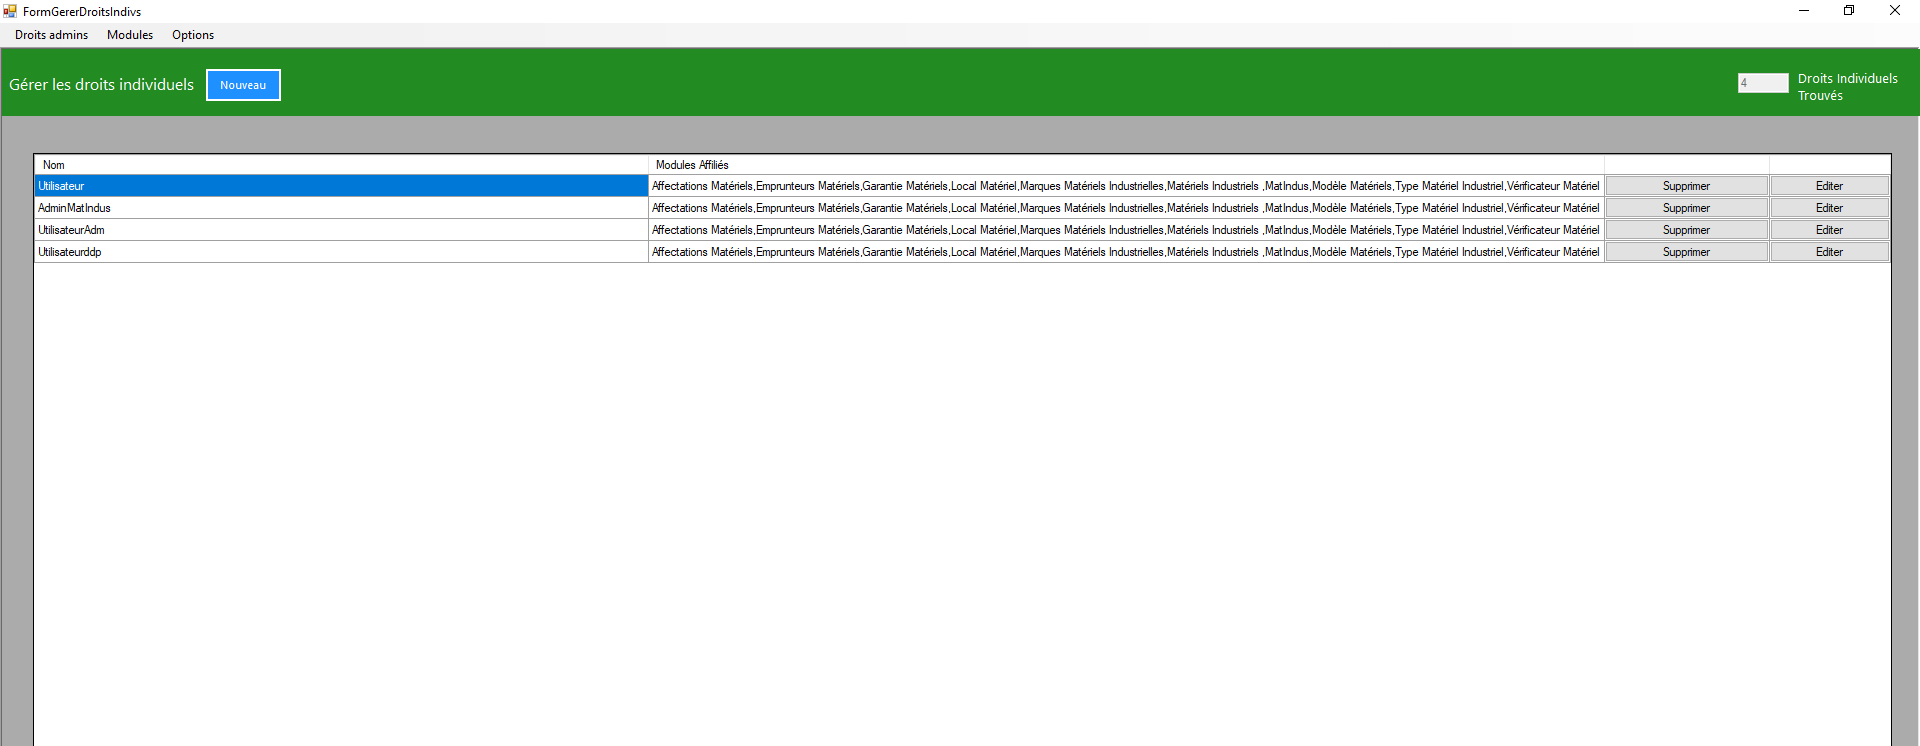 FormGererDroitsIndivs
Droits admins Modules Options
Gérer les droits individuels Nouveau 4 Droits Individuels
Trouvés
Nom Modules Affiliés
Utilisateur Affectations Matériels,Emprunteurs Matériels,Garantie Matériels,Local Matériel,Marques Matériels Industrielles,Matériels Industriels ,MatIndus,Modèle Matériels,Type Matériel Industriel,Vérificateur Matériel Supprimer Editer
AdminMatIndus Affectations Matériels,Emprunteurs Matériels,Garantie Matériels,Local Matériel,Marques Matériels Industrielles,Matériels Industriels ,MatIndus,Modèle Matériels,Type Matériel Industriel,Vérificateur Matériel Supprimer Editer
UtilisateurAdm Affectations Matériels,Emprunteurs Matériels,Garantie Matériels,Local Matériel,Marques Matériels Industrielles,Matériels Industriels ,MatIndus,Modèle Matériels,Type Matériel Industriel,Vérificateur Matériel Supprimer Editer
Utilisateurddp Affectations Matériels,Emprunteurs Matériels,Garantie Matériels,Local Matériel,Marques Matériels Industrielles,Matériels Industriels ,MatIndus,Modèle Matériels,Type Matériel Industriel,Vérificateur Matériel Supprimer Editer